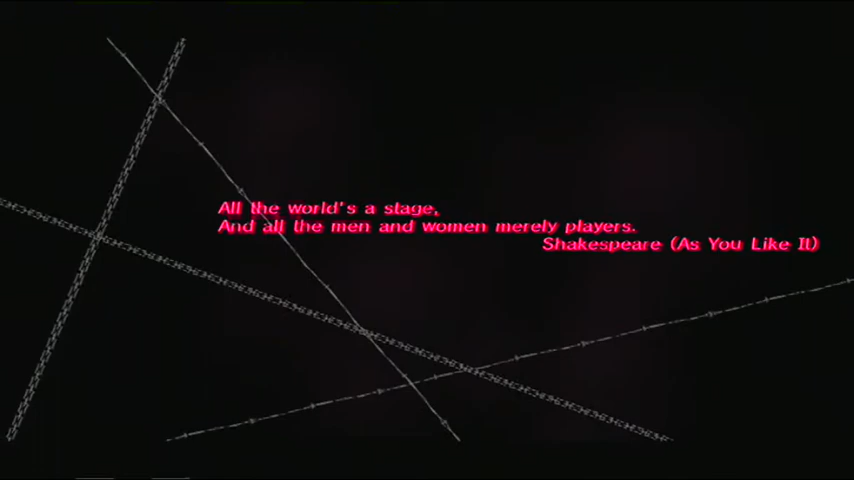 All the world's a stage,
And all the men and women merely players.
Shakespeare (As You Like It)